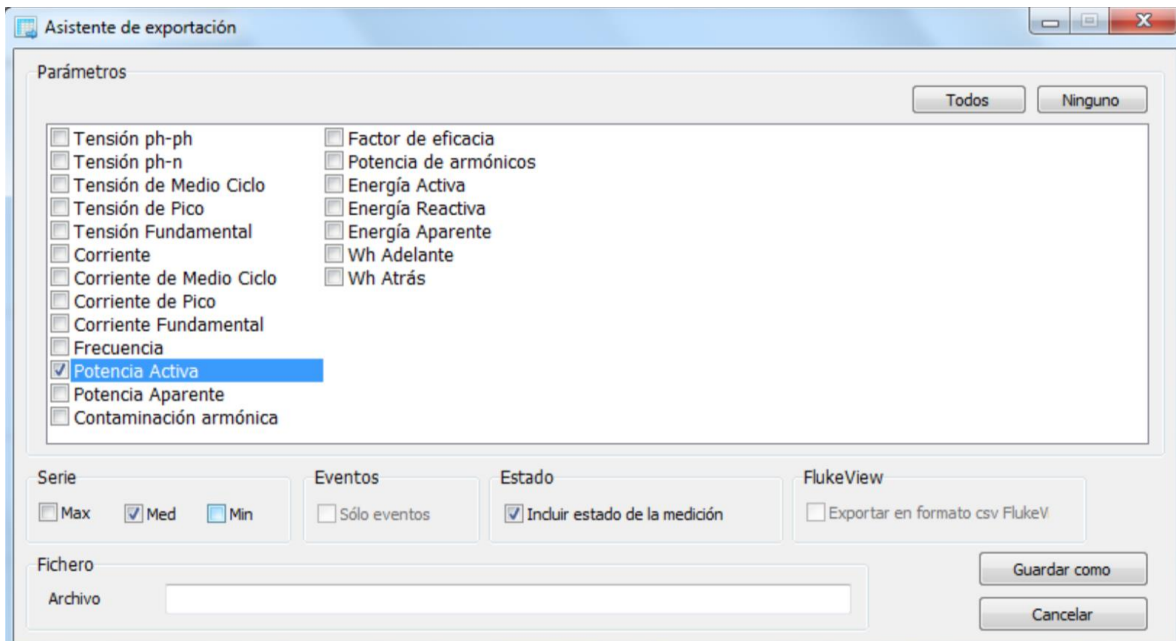 Asistente de exportación
Parámetros
Todos Ninguno
Tensión ph-ph
Tensión ph-n
Tensión de Medio Ciclo
Tensión de Pico
Tensión Fundamental
Corriente
Corriente de Medio Ciclo
Corriente de Pico
Corriente Fundamental
Frecuencia
Potencia Activa
Potencia Aparente
Contaminación armónica
Factor de eficacia
Potencia de armónicos
Energía Activa
Energía Reactiva
Energía Aparente
Wh Adelante
Wh Atrás
Serie
Max Med Min
Eventos
Sólo eventos
Estado
Incluir estado de la medición
FlukeView
Exportar en formato csv FlukeV
Fichero
Archivo
Guardar como
Cancelar